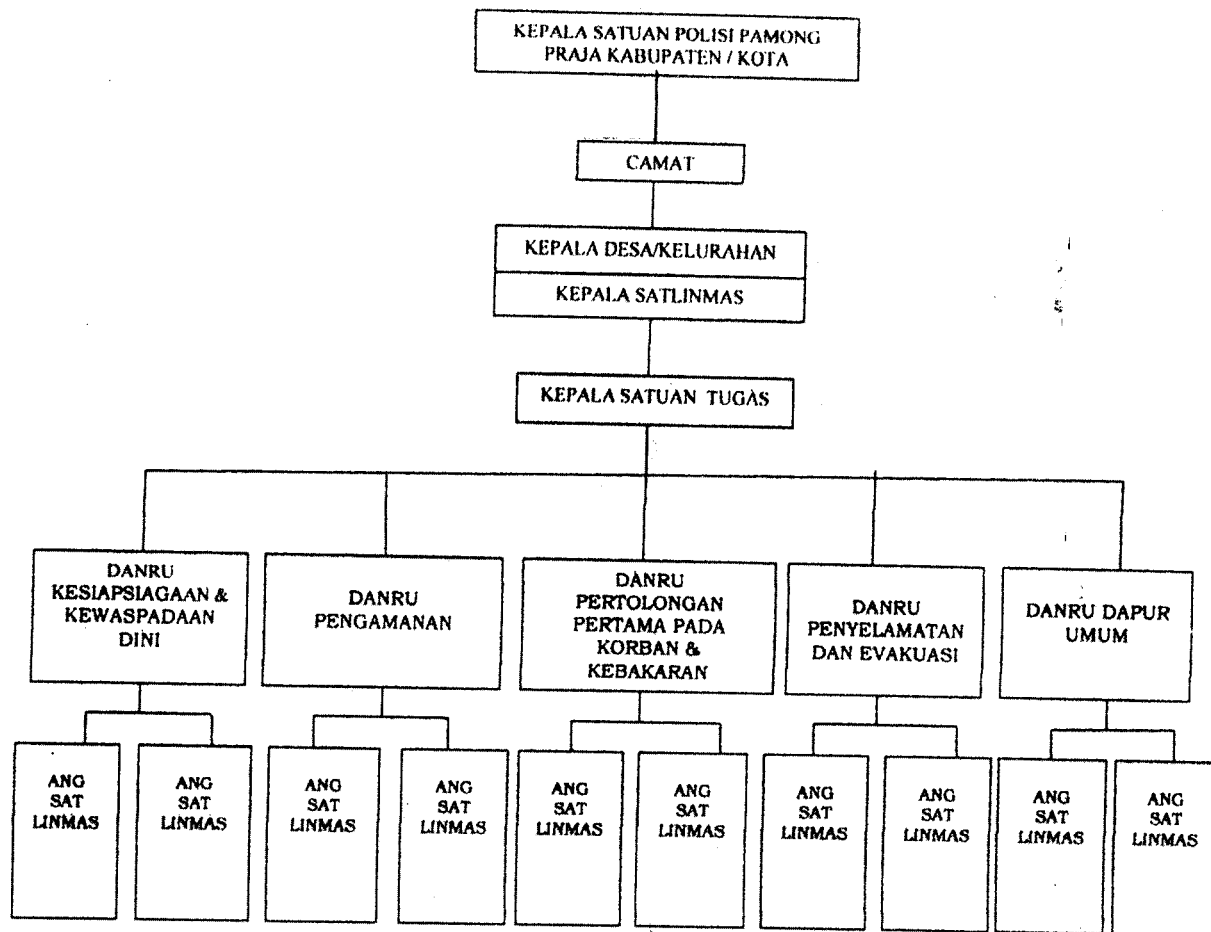 KEPALA SATUAN POLISI PAMONG
PRAJA KABUPATEN / KOTA
CAMAT
KEPALA DESA/KELURAHAN
KEPALA SATLINMAS
KEPALA SATUAN TUGAS
DANRU
KESIAPSIAGAAN &
KEWASPADAAN
DINI
DANRU
PENGAMANAN
DANRU
PERTOLONGAN
PERTAMA PADA
KORBAN &
KEBAKARAN
DANRU
PENYELAMATAN
DAN EVAKUASI
DANRU DAPUR
UMUM
ANG
SAT
LINMAS
ANG
SAT
LINMAS
ANG
SAT
LINMAS
ANG
SAT
LINMAS
ANG
SAT
LINMAS
ANG
SAT
LINMAS
ANG
SAT
LINMAS
ANG
SAT
LINMAS
ANG
SAT
LINMAS
ANG
SAT
LINMAS